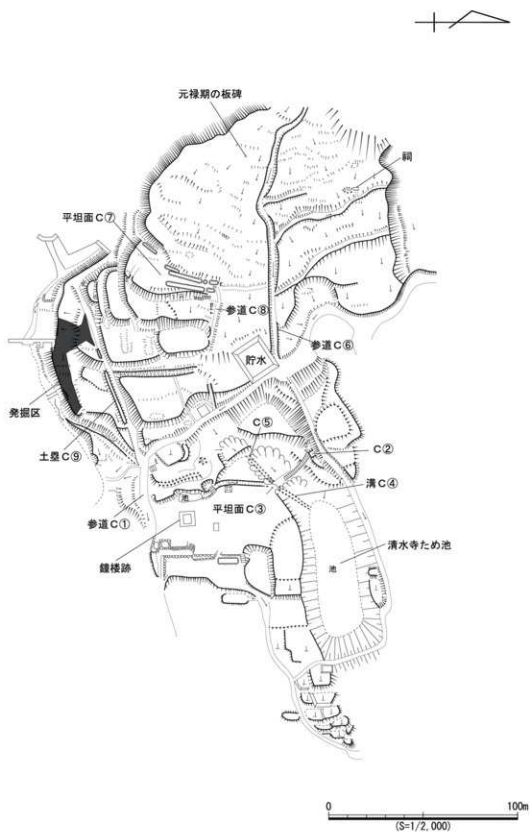 元禄期の板碑
祠
平坦面C⑦
参道C⑧
参道C⑥
貯水
発掘区
C⑤
C②
土塁C⑨
溝C④
池
平坦面C③
参道C①
清水寺ため池
池
鐘楼跡
0
100m
(S=1/2,000)